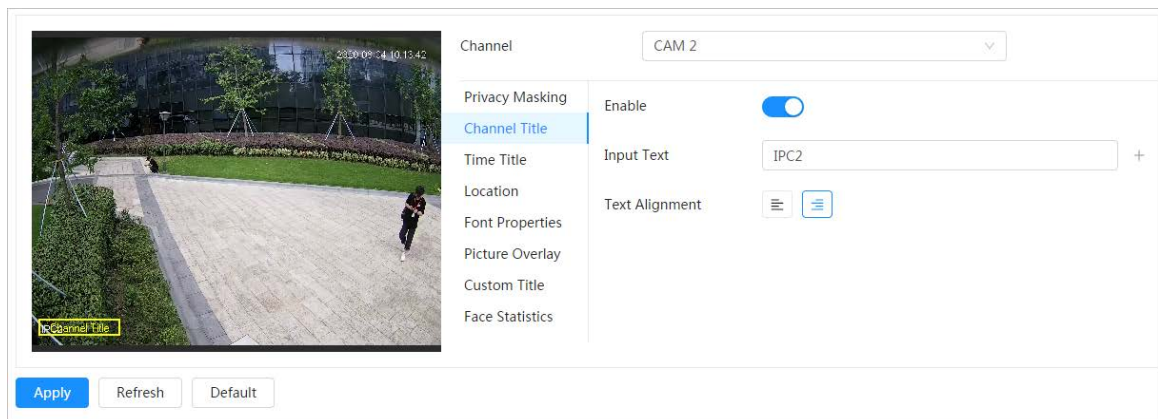 2020-09-24 10:13:42
Channel
CAM 2
Privacy Masking
Channel Title
Time Title
Location
Font Properties
Picture Overlay
Custom Title
Face Statistics
Enable
Input Text
IPC2
+
Text Alignment
Channel Title
Apply
Refresh
Default